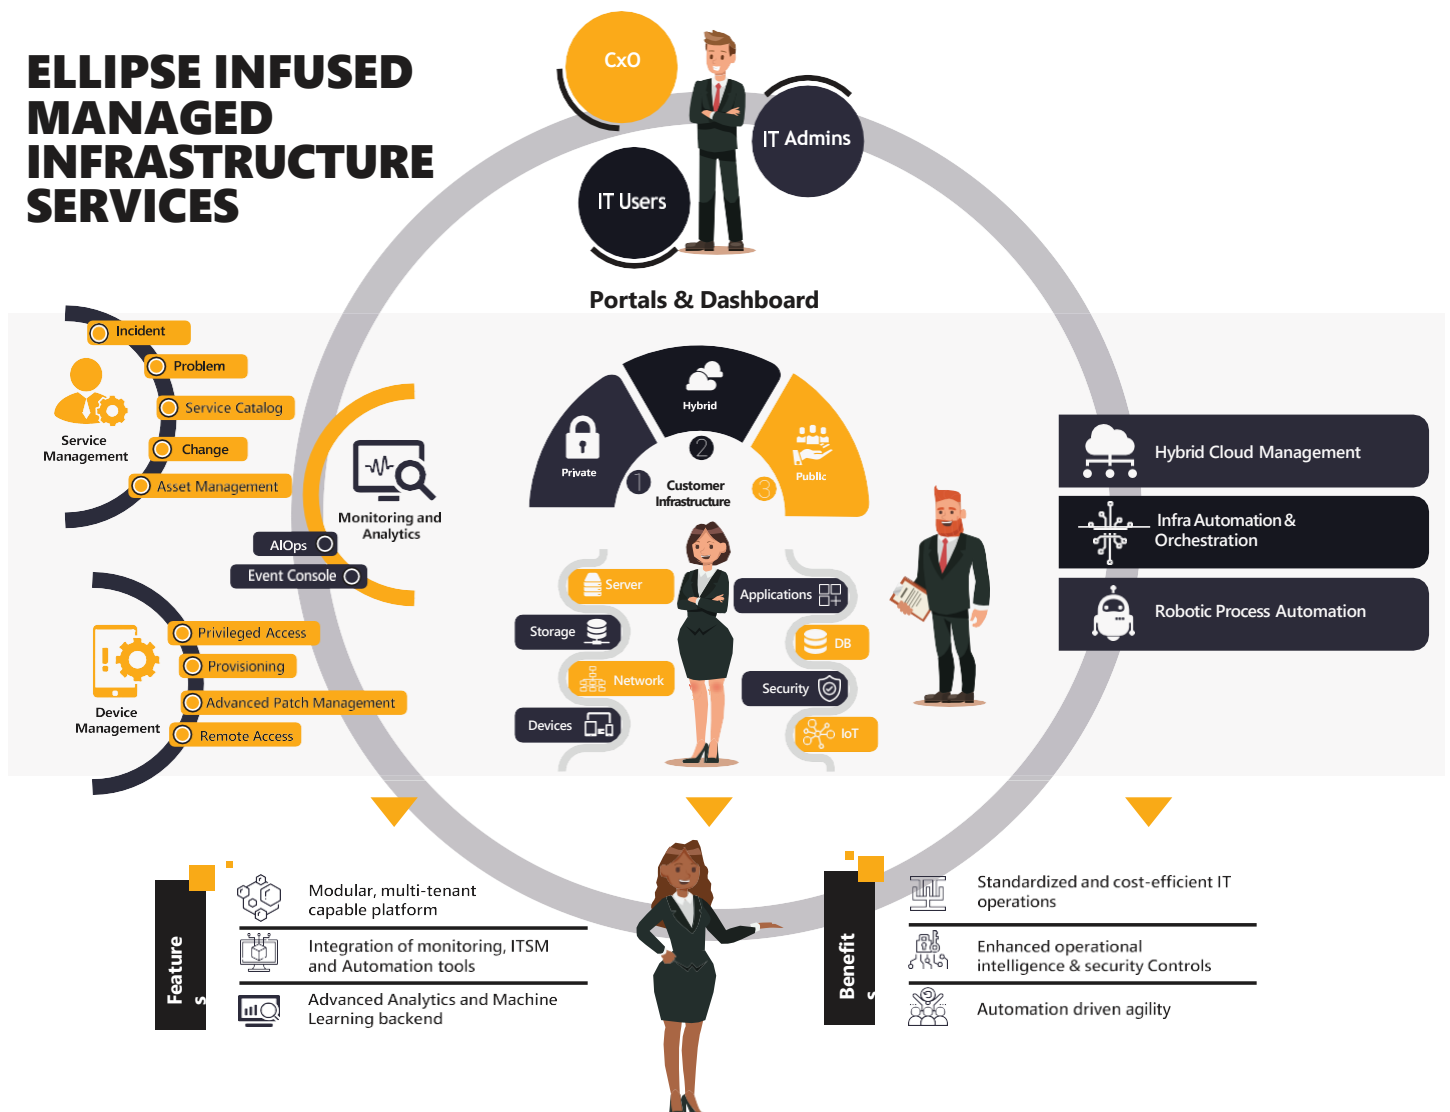 ELLIPSE INFUSED
MANAGED
INFRASTRUCTURE
SERVICES
CxO
IT Admins
IT Users
Portals & Dashboard
Incident
Problem
Service Catalog
Change
Asset Management
Service
Management
Monitoring and
Analytics
AIOps
Event Console
Privileged Access
Provisioning
Advanced Patch Management
Remote Access
Device
Management
Private
Hybrid
Public
1
2
3
Customer
Infrastructure
Server
Storage
Network
Devices
Applications
DB
Security
IoT
Hybrid Cloud Management
Infra Automation &
Orchestration
Robotic Process Automation
Feature
s
Modular, multi-tenant
capable platform
Integration of monitoring, ITSM
and Automation tools
Advanced Analytics and Machine
Learning backend
Benefit
s
Standardized and cost-efficient IT
operations
Enhanced operational
intelligence & security Controls
Automation driven agility